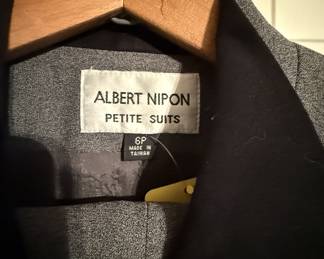 ALBERT NIPON
PETITE SUITS
6P
MADE IN
TAIWAN